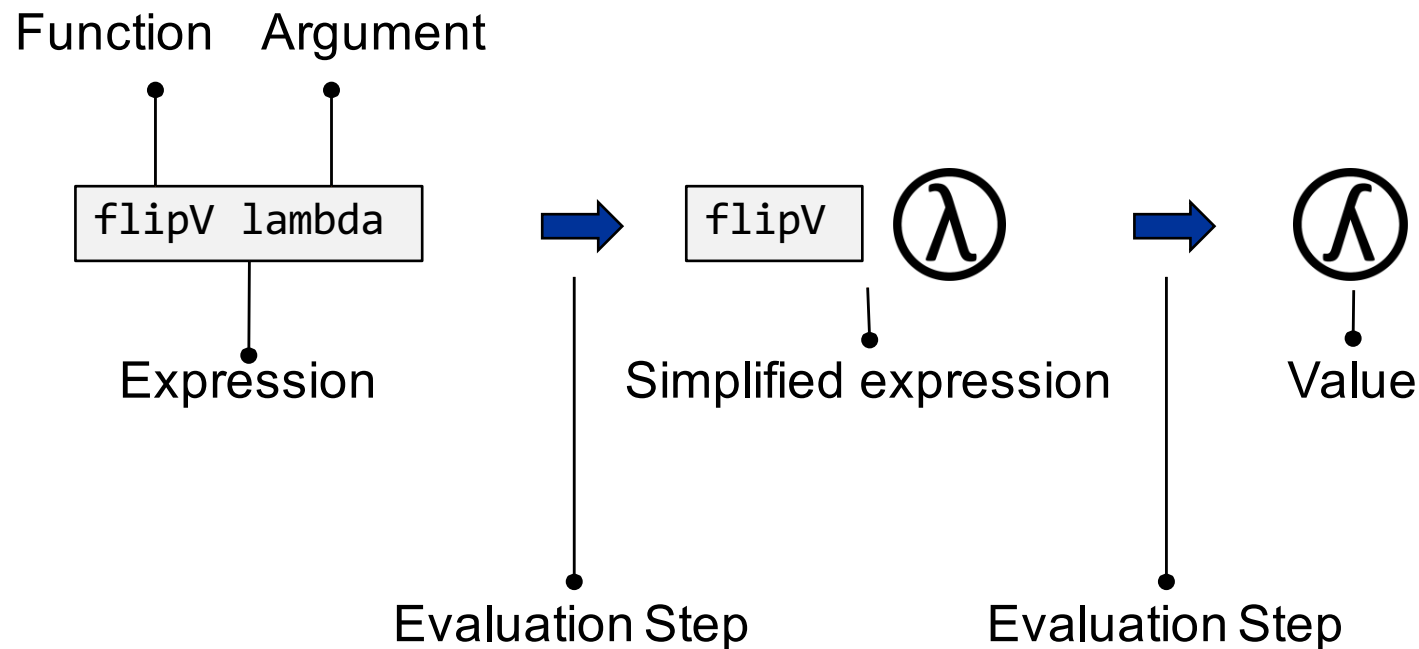 Function Argument
flipV lambda
flipV λ
Expression
Simplified expression
Value
Evaluation Step
Evaluation Step